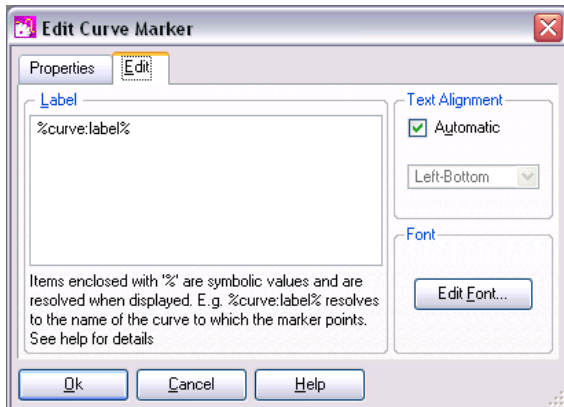 Edit Curve Marker
Properties
Edit
Label
%curve:label%
Items enclosed with '%' are symbolic values and are
resolved when displayed. E.g. %curve:label% resolves
to the name of the curve to which the marker points.
See help for details
Text Alignment
Automatic
Left-Bottom
Font
Edit Font...
Ok
Cancel
Help